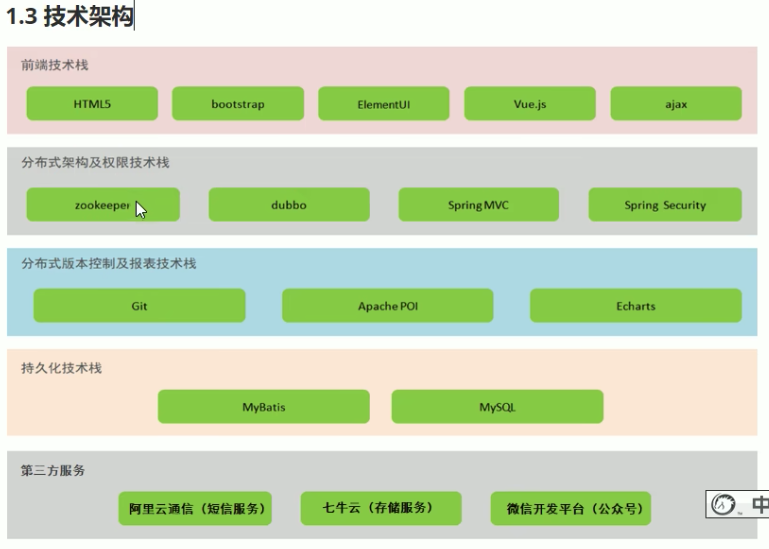 1.3 技术架构
前端技术栈
HTML5 bootstrap ElementUI Vue.js ajax
分布式架构及权限技术栈
zookeeper dubbo SpringMVC Spring Security
分布式版本控制及报表技术栈
Git Apache POI Echarts
持久化技术栈
MyBatis MySQL
第三方服务
阿里云通信（短信服务） 七牛云（存储服务） 微信开发平台（公众号）
中